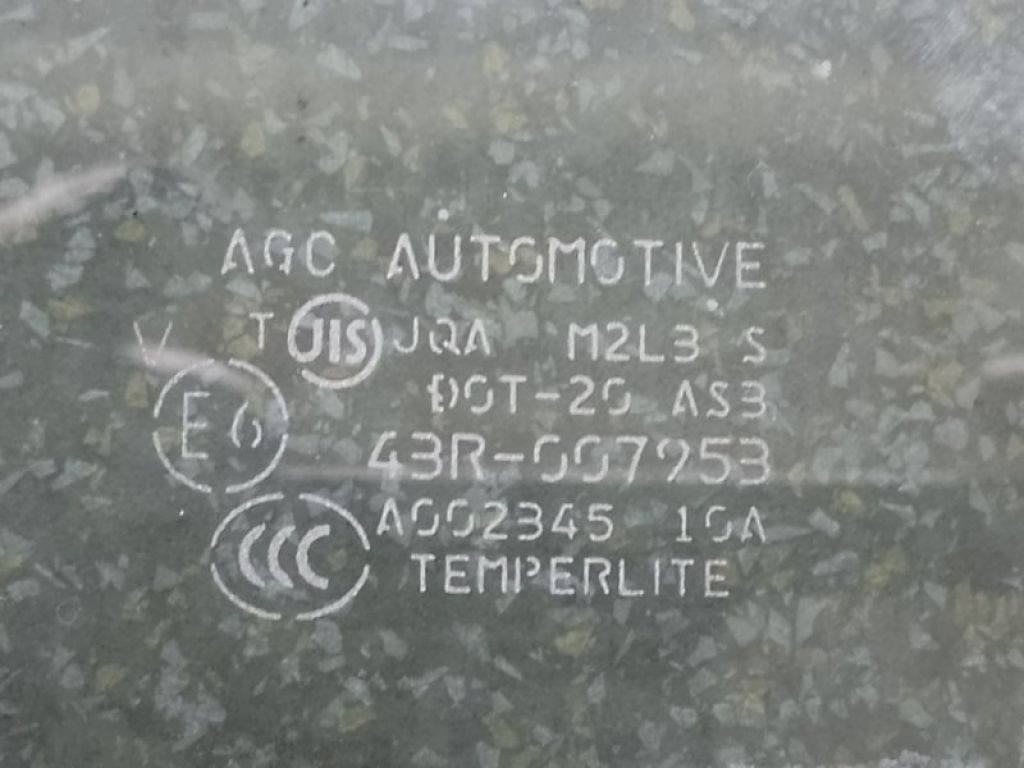 AGC AUTOMOTIVE
V T JIS JQA M2L3 S
DOT-20 AS3
E6 43R-007953
A002345 10A
CCC TEMPERLITE